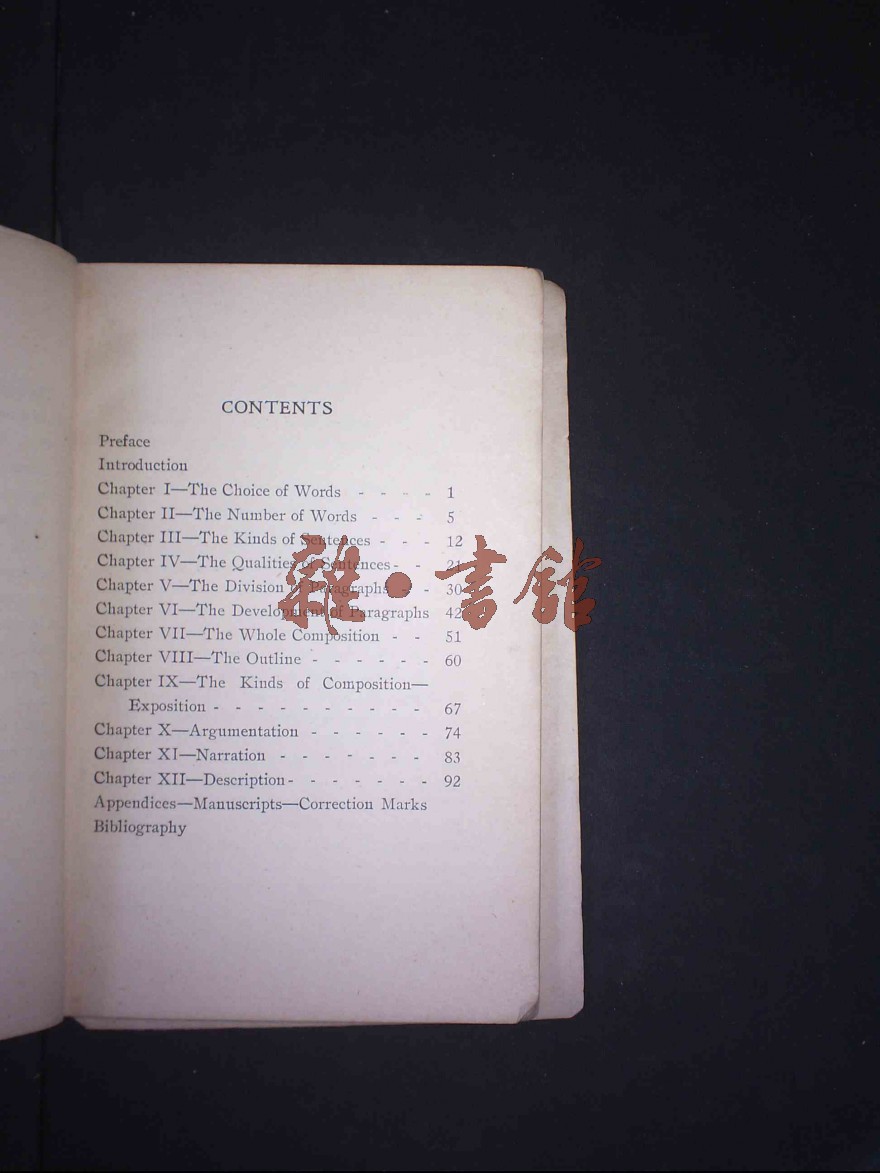 CONTENTS
Preface
Introduction
Chapter I—The Choice of Words - - - - 1
Chapter II—The Number of Words - - - 5
Chapter III—The Kinds of Sentences - - - 12
Chapter IV—The Qualities of Sentences - - 21
Chapter V—The Division of Paragraphs - - 30
Chapter VI—The Development of Paragraphs 42
Chapter VII—The Whole Composition - - 51
Chapter VIII—The Outline - - - - - - 60
Chapter IX—The Kinds of Composition—
Exposition - - - - - - - - - - 67
Chapter X—Argumentation - - - - - - 74
Chapter XI—Narration - - - - - - - 83
Chapter XII—Description - - - - - - - 92
Appendices—Manuscripts—Correction Marks
Bibliography
雜·書館